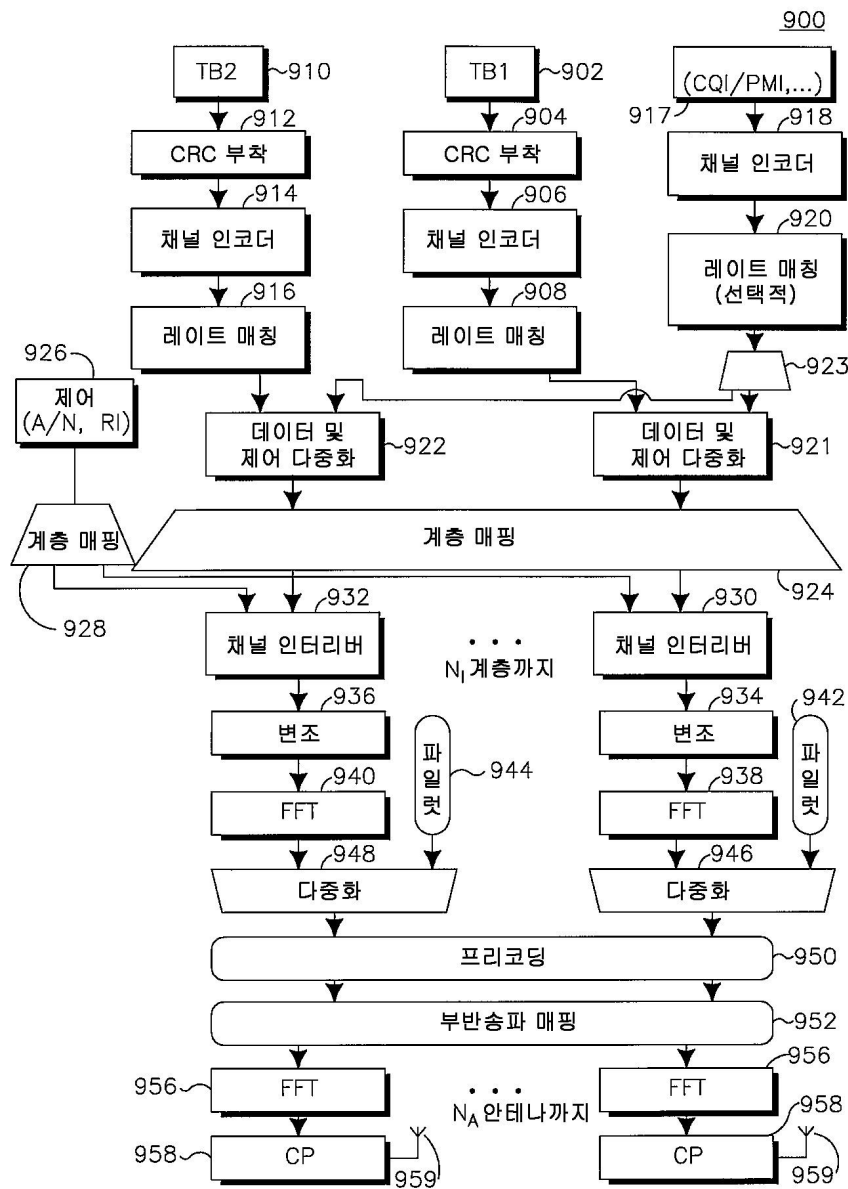 900
TB2
910
TB1
902
(CQI/PMI,...)
917
912
CRC 부착
904
CRC 부착
918
채널 인코더
914
채널 인코더
906
채널 인코더
920
레이트 매칭
(선택적)
916
레이트 매칭
908
레이트 매칭
926
제어
(A/N, RI)
923
데이터 및
제어 다중화
922
데이터 및
제어 다중화
921
계층 매핑
928
계층 매핑
924
932
채널 인터리버
930
채널 인터리버
. . .
NI 계층까지
936
변조
934
변조
942
파일럿
944
파일럿
940
FFT
938
FFT
948
다중화
946
다중화
프리코딩
950
부반송파 매핑
952
956
FFT
956
FFT
. . .
NA 안테나까지
958
CP
959
958
CP
959